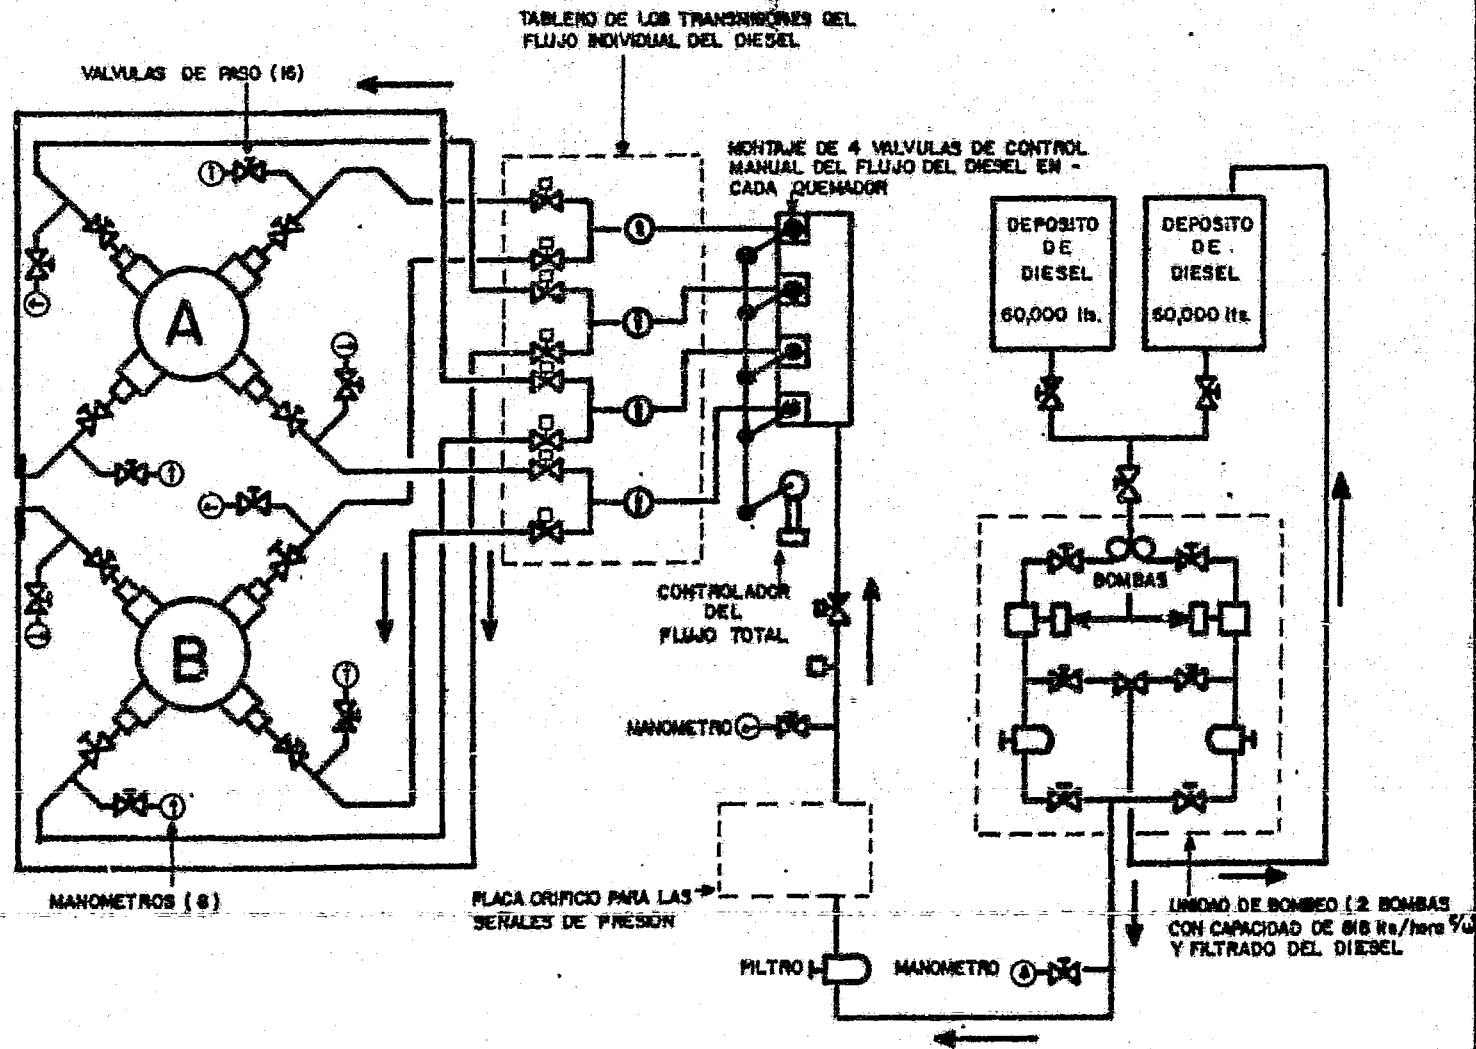 TABLERO DE LOS TRANSMISORES DEL
FLUJO INDIVIDUAL DEL DIESEL
VALVULAS DE PASO (16)
MONTAJE DE 4 VALVULAS DE CONTROL
MANUAL DEL FLUJO DEL DIESEL EN -
CADA QUEMADOR
DEPOSITO
DE
DIESEL
60,000 lts.
DEPOSITO
DE
DIESEL
60,000 lts.
A
BOMBAS
CONTROLADOR
DEL
FLUJO TOTAL
B
MANOMETRO
MANOMETROS (8)
PLACA ORIFICIO PARA LAS
SEÑALES DE PRESION
UNIDAD DE BOMBEO (2 BOMBAS
CON CAPACIDAD DE lts/hora c/u
Y FILTRADO DEL DIESEL
FILTRO
MANOMETRO